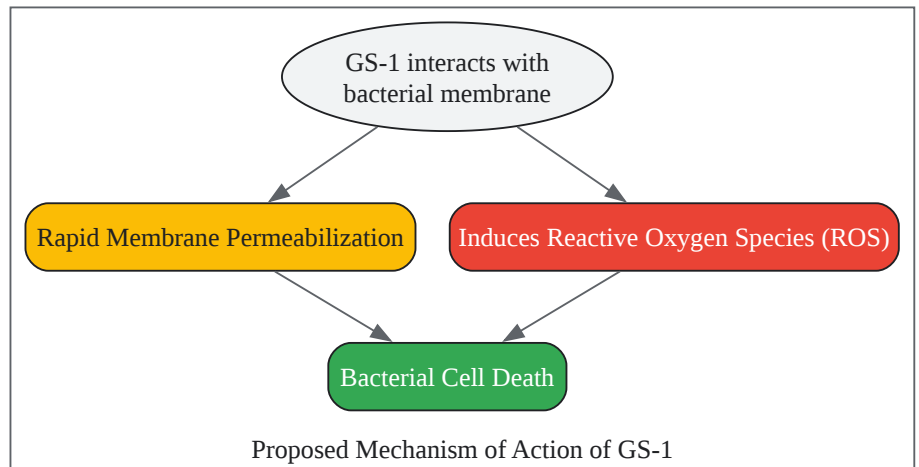 GS-1 interacts with
bacterial membrane
Rapid Membrane Permeabilization
Induces Reactive Oxygen Species (ROS)
Bacterial Cell Death
Proposed Mechanism of Action of GS-1